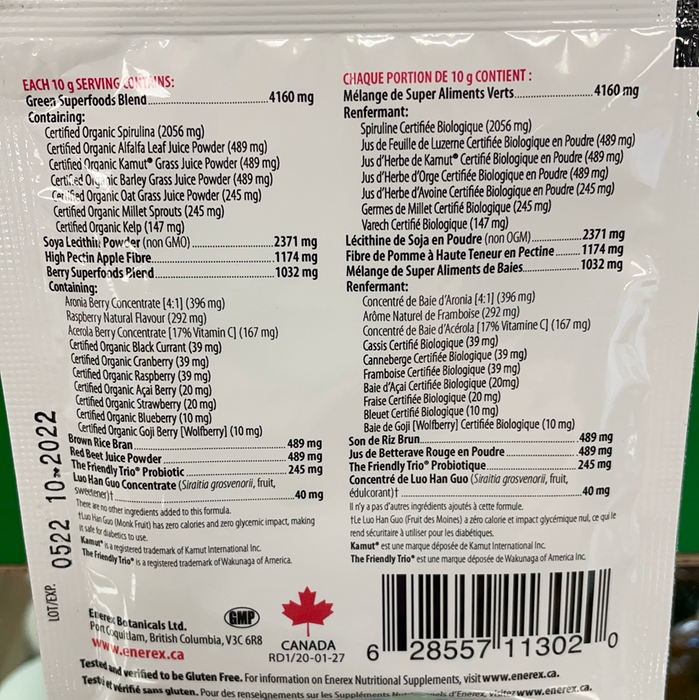 EACH 10 g SERVING CONTAINS:
Green Superfoods Blend 4160 mg
Containing:
Certified Organic Spirulina (2056 mg)
Certified Organic Alfalfa Leaf Juice Powder (489 mg)
Certified Organic Kamut® Grass Juice Powder (489 mg)
Certified Organic Barley Grass Juice Powder (489 mg)
Certified Organic Oat Grass Juice Powder (245 mg)
Certified Organic Millet Sprouts (245 mg)
Certified Organic Kelp (147 mg)
Soya Lecithin Powder (non GMO) 2371 mg
High Pectin Apple Fibre 1174 mg
Berry Superfoods Blend 1032 mg
Containing:
Aronia Berry Concentrate [4:1] (396 mg)
Raspberry Natural Flavour (292 mg)
Acerola Berry Concentrate [17% Vitamin C] (167 mg)
Certified Organic Black Currant (39 mg)
Certified Organic Cranberry (39 mg)
Certified Organic Raspberry (39 mg)
Certified Organic Açai Berry (20 mg)
Certified Organic Strawberry (20 mg)
Certified Organic Blueberry (10 mg)
Certified Organic Goji Berry [Wolfberry] (10 mg)
Brown Rice Bran 489 mg
Red Beet Juice Powder 489 mg
The Friendly Trio® Probiotic 245 mg
Luo Han Guo Concentrate (Siraitia grosvenorii, fruit,
sweetener)† 40 mg
There are no other ingredients added to this formula.
†Luo Han Guo (Monk Fruit) has zero calories and zero glycemic impact, making
it safe for diabetics to use.
Kamut® is a registered trademark of Kamut International Inc.
The Friendly Trio® is a registered trademark of Wakunaga of America.
CHAQUE PORTION DE 10 g CONTIENT :
Mélange de Super Aliments Verts 4160 mg
Renfermant:
Spiruline Certifiée Biologique (2056 mg)
Jus de Feuille de Luzerne Certifiée Biologique en Poudre (489 mg)
Jus d'Herbe de Kamut® Certifié Biologique en Poudre (489 mg)
Jus d'Herbe d'Orge Certifiée Biologique en Poudre (489 mg)
Jus d'Herbe d'Avoine Certifiée Biologique en Poudre (245 mg)
Germes de Millet Certifié Biologique (245 mg)
Varech Certifié Biologique (147 mg)
Lécithine de Soja en Poudre (non OGM) 2371 mg
Fibre de Pomme à Haute Teneur en Pectine 1174 mg
Mélange de Super Aliments de Baies 1032 mg
Renfermant:
Concentré de Baie d'Aronia [4:1] (396 mg)
Arôme Naturel de Framboise (292 mg)
Concentré de Baie d'Acérola [17% Vitamine C] (167 mg)
Cassis Certifié Biologique (39 mg)
Canneberge Certifiée Biologique (39 mg)
Framboise Certifiée Biologique (39 mg)
Baie d'Açai Certifiée Biologique (20mg)
Fraise Certifiée Biologique (20 mg)
Bleuet Certifié Biologique (10 mg)
Baie de Goji [Wolfberry] Certifiée Biologique (10 mg)
Son de Riz Brun 489 mg
Jus de Betterave Rouge en Poudre 489 mg
The Friendly Trio® Probiotique 245 mg
Concentré de Luo Han Guo (Siraitia grosvenorii, fruit,
édulcorant)† 40 mg
Il n'y a pas d'autres ingrédients ajoutés à cette formule.
†Le Luo Han Guo (Fruit des Moines) a zéro calorie et impact glycémique nul, ce qui le
rend sécuritaire à utiliser pour les diabétiques.
Kamut® est une marque déposée de Kamut International Inc.
The Friendly Trio® est une marque déposée de Wakunaga of America Inc.
LOT/EXP. 0522 10 2022
Enerex Botanicals Ltd.
Port Coquitlam, British Columbia, V3C 6R8
www.enerex.ca
GMP
CANADA
RD1/20-01-27
6 28557 11302 0
Tested and verified to be Gluten Free. For information on Enerex Nutritional Supplements, visit www.enerex.ca.
Testé et vérifié sans gluten. Pour des renseignements sur les Suppléments d'Enerex, visitez www.enerex.ca.